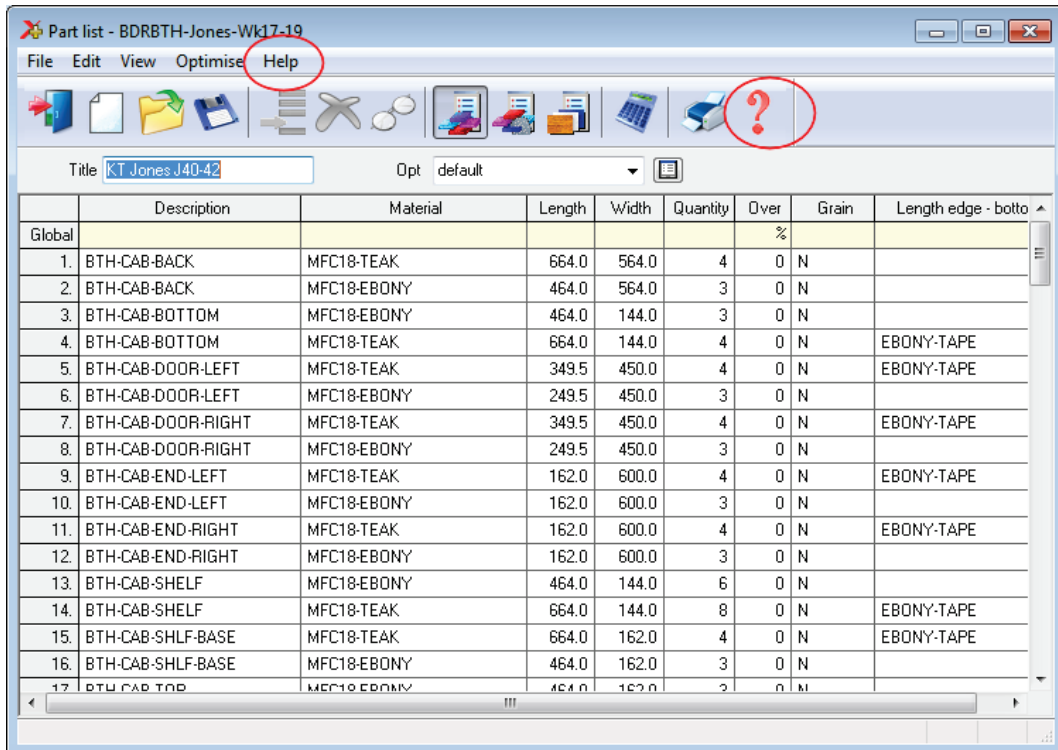 Part list - BDRBTH-Jones-Wk17-19
File Edit View Optimise Help
Title KT Jones J40-42 Opt default
Description Material Length Width Quantity Over Grain Length edge - botto
Global %
1. BTH-CAB-BACK MFC18-TEAK 664.0 564.0 4 0 N
2. BTH-CAB-BACK MFC18-EBONY 464.0 564.0 3 0 N
3. BTH-CAB-BOTTOM MFC18-EBONY 464.0 144.0 3 0 N
4. BTH-CAB-BOTTOM MFC18-TEAK 664.0 144.0 4 0 N EBONY-TAPE
5. BTH-CAB-DOOR-LEFT MFC18-TEAK 349.5 450.0 4 0 N EBONY-TAPE
6. BTH-CAB-DOOR-LEFT MFC18-EBONY 249.5 450.0 3 0 N
7. BTH-CAB-DOOR-RIGHT MFC18-TEAK 349.5 450.0 4 0 N EBONY-TAPE
8. BTH-CAB-DOOR-RIGHT MFC18-EBONY 249.5 450.0 3 0 N
9. BTH-CAB-END-LEFT MFC18-TEAK 162.0 600.0 4 0 N EBONY-TAPE
10. BTH-CAB-END-LEFT MFC18-EBONY 162.0 600.0 3 0 N
11. BTH-CAB-END-RIGHT MFC18-TEAK 162.0 600.0 4 0 N EBONY-TAPE
12. BTH-CAB-END-RIGHT MFC18-EBONY 162.0 600.0 3 0 N
13. BTH-CAB-SHELF MFC18-EBONY 464.0 144.0 6 0 N
14. BTH-CAB-SHELF MFC18-TEAK 664.0 144.0 8 0 N EBONY-TAPE
15. BTH-CAB-SHLF-BASE MFC18-TEAK 664.0 162.0 4 0 N EBONY-TAPE
16. BTH-CAB-SHLF-BASE MFC18-EBONY 464.0 162.0 3 0 N
17. BTH-CAB-TOP MFC18-EBONY 464.0 162.0 0 N